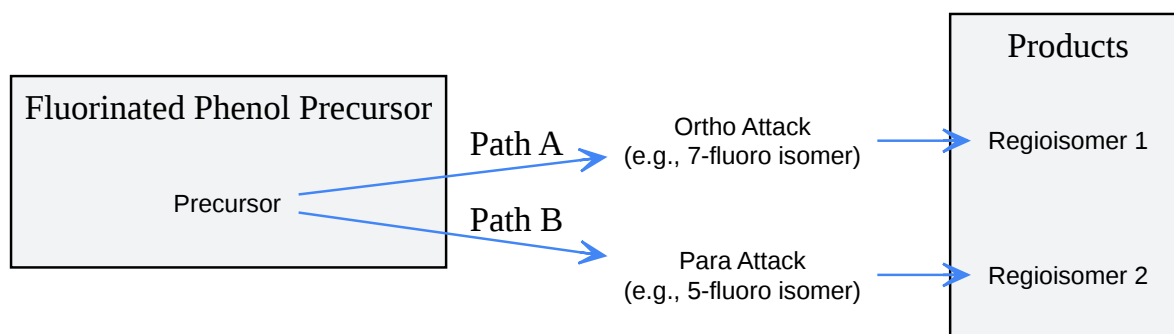 Products
Fluorinated Phenol Precursor
Path A
Ortho Attack
(e.g., 7-fluoro isomer)
Regioisomer 1
Precursor
Path B
Para Attack
(e.g., 5-fluoro isomer)
Regioisomer 2